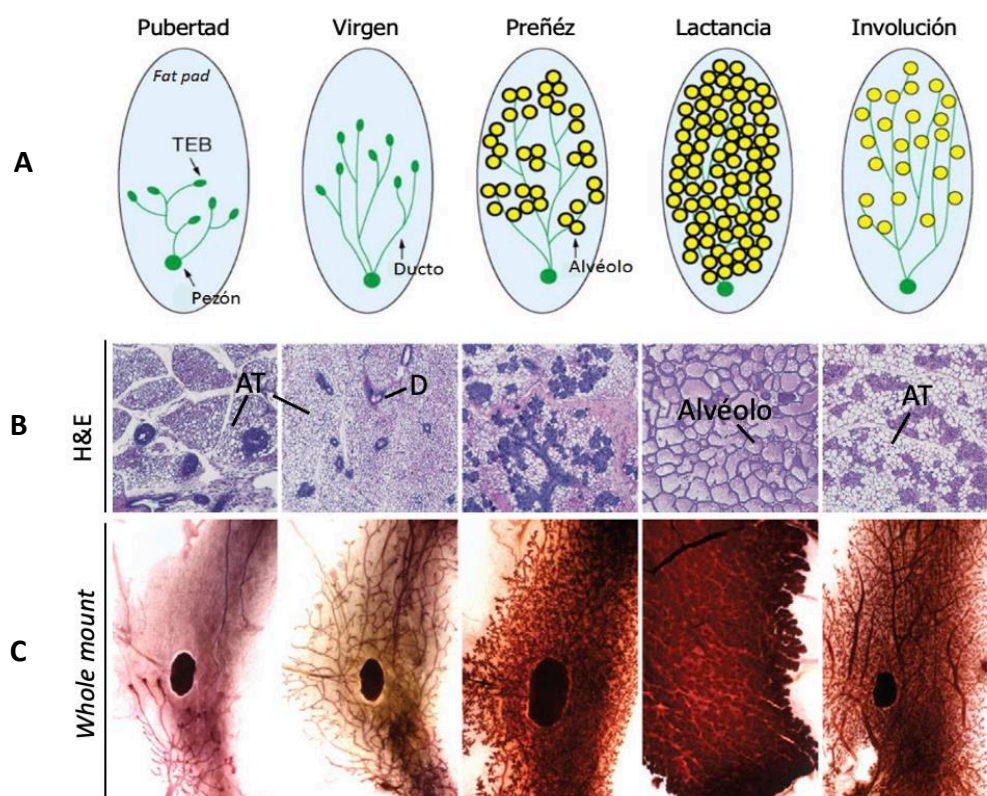 Pubertad Virgen Preñéz Lactancia Involución
Fat pad
TEB
A
Ducto Alvéolo
Pezón
AT D Alvéolo AT
B H&E
C Whole mount